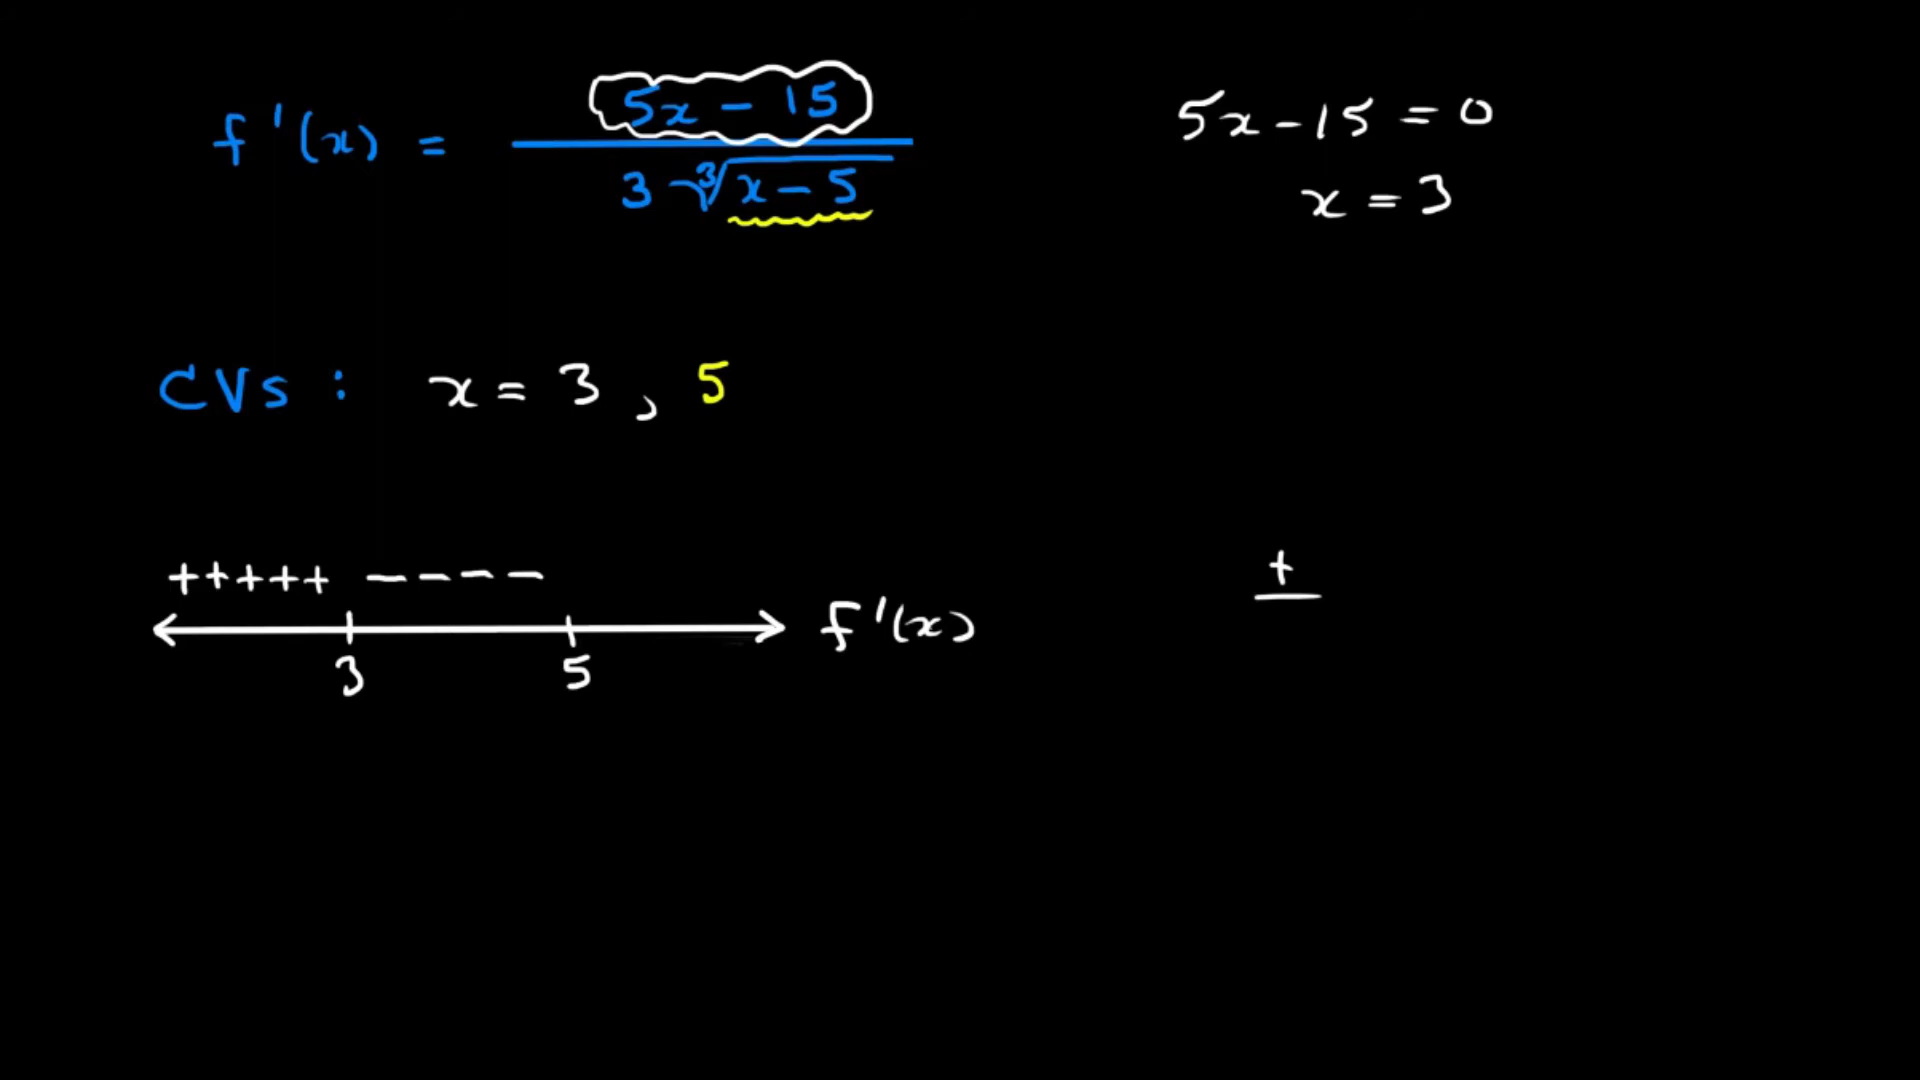 f'(x) = (5x - 15) / (3 ∛(x - 5))
5x - 15 = 0
x = 3
CVs : x = 3 , 5
+++++ ----
+
3 5 f'(x)